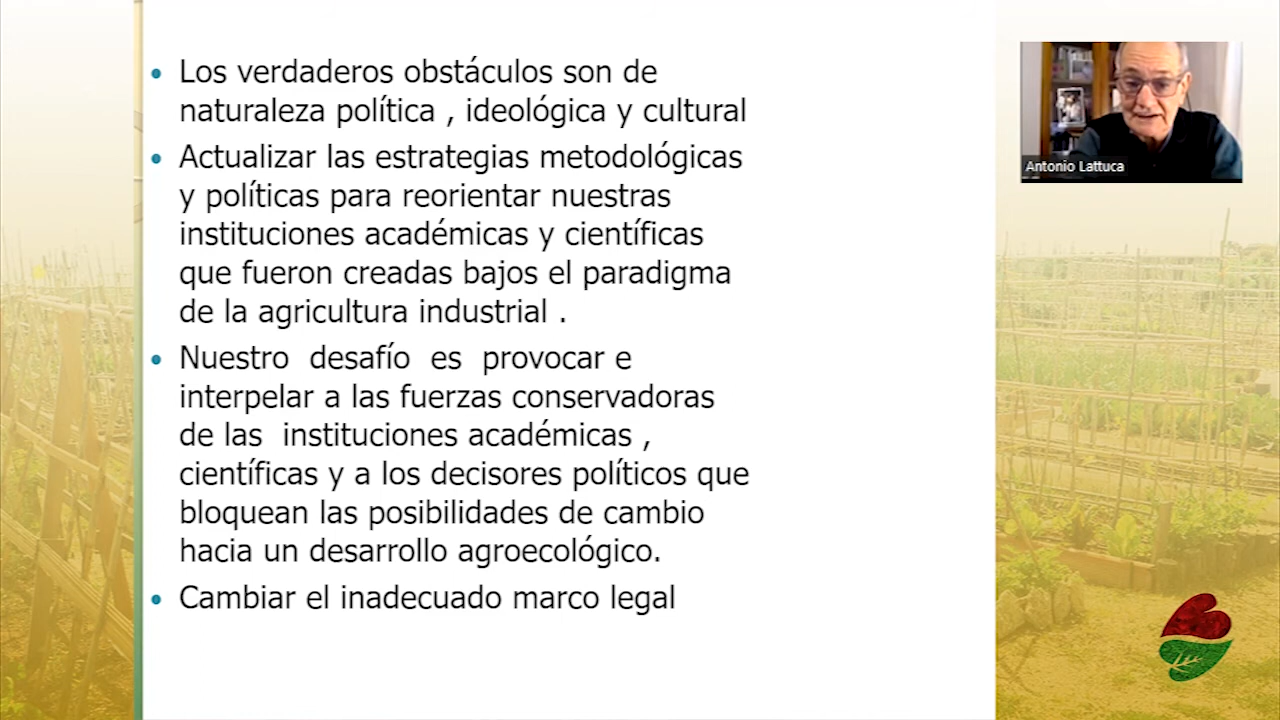 • Los verdaderos obstáculos son de
naturaleza política , ideológica y cultural
• Actualizar las estrategias metodológicas
y políticas para reorientar nuestras
instituciones académicas y científicas
que fueron creadas bajos el paradigma
de la agricultura industrial .
• Nuestro desafío es provocar e
interpelar a las fuerzas conservadoras
de las instituciones académicas ,
científicas y a los decisores políticos que
bloquean las posibilidades de cambio
hacia un desarrollo agroecológico.
• Cambiar el inadecuado marco legal
Antonio Lattuca